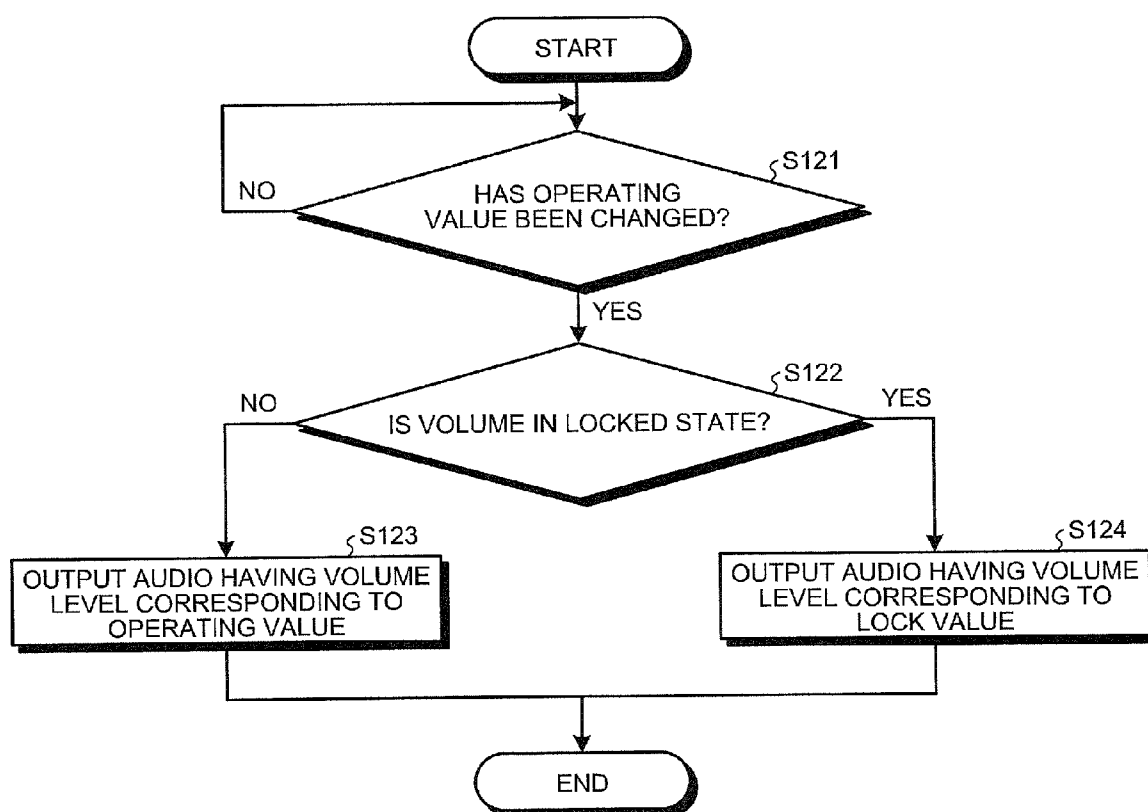 START
S121
HAS OPERATING
VALUE BEEN CHANGED?
NO
YES
S122
IS VOLUME IN LOCKED STATE?
NO
YES
S123
OUTPUT AUDIO HAVING VOLUME
LEVEL CORRESPONDING TO
OPERATING VALUE
S124
OUTPUT AUDIO HAVING VOLUME
LEVEL CORRESPONDING TO
LOCK VALUE
END